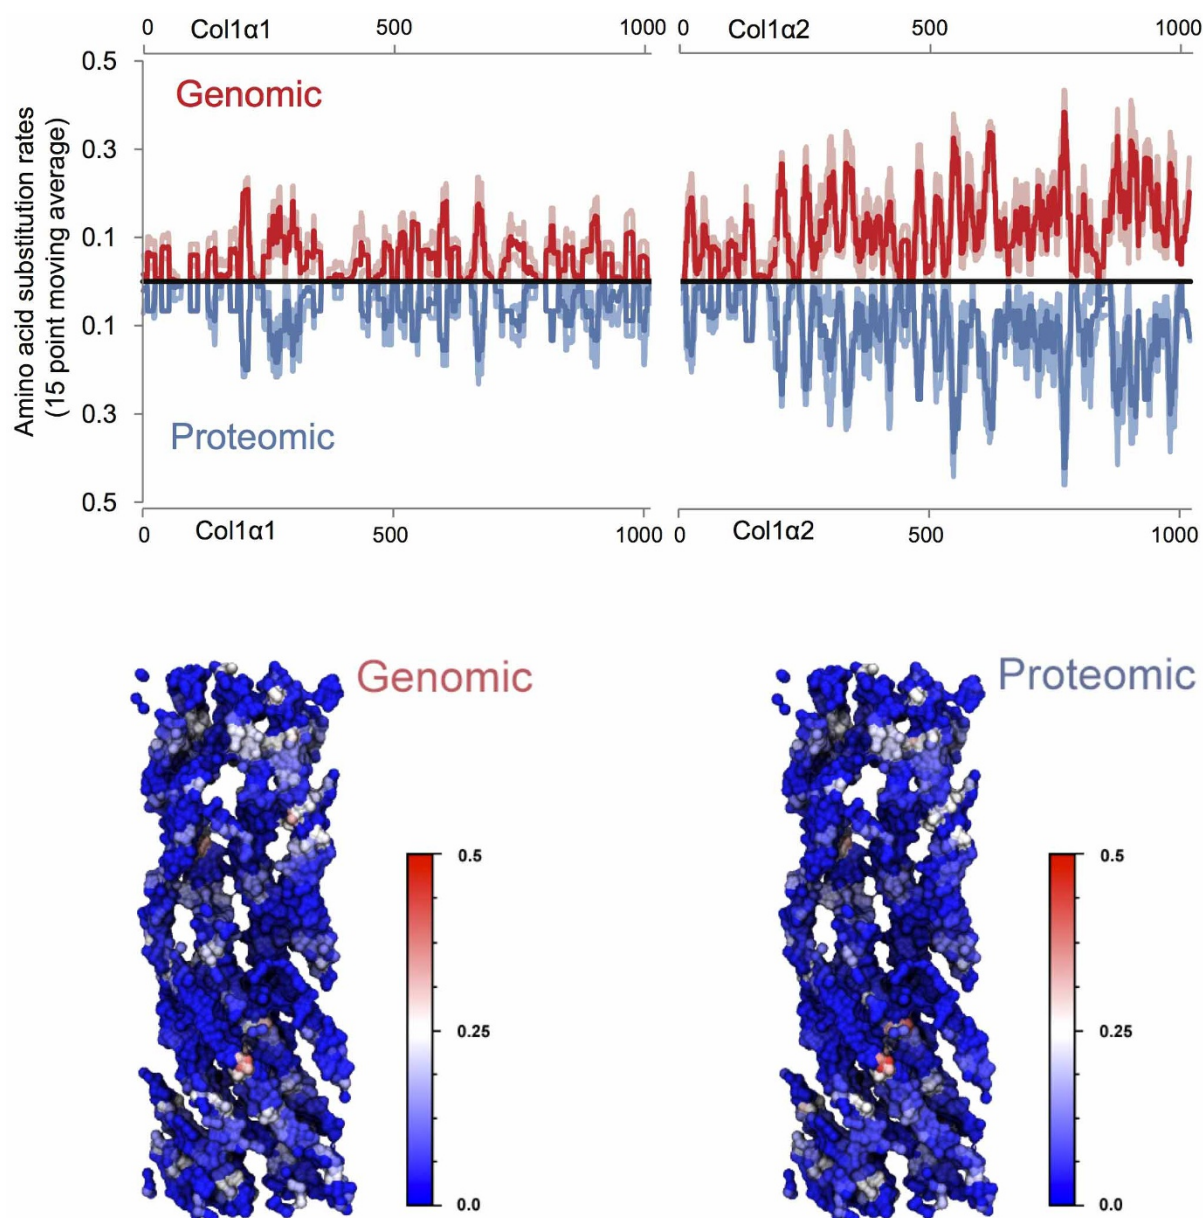 0 Col1α1 500 1000 0 Col1α2 500 1000
0.5
0.3
0.1
0.1
0.3
0.5
Amino acid substitution rates
(15 point moving average)
Genomic
Proteomic
0 Col1α1 500 1000 0 Col1α2 500 1000
Genomic
0.5
0.25
0.0
Proteomic
0.5
0.25
0.0